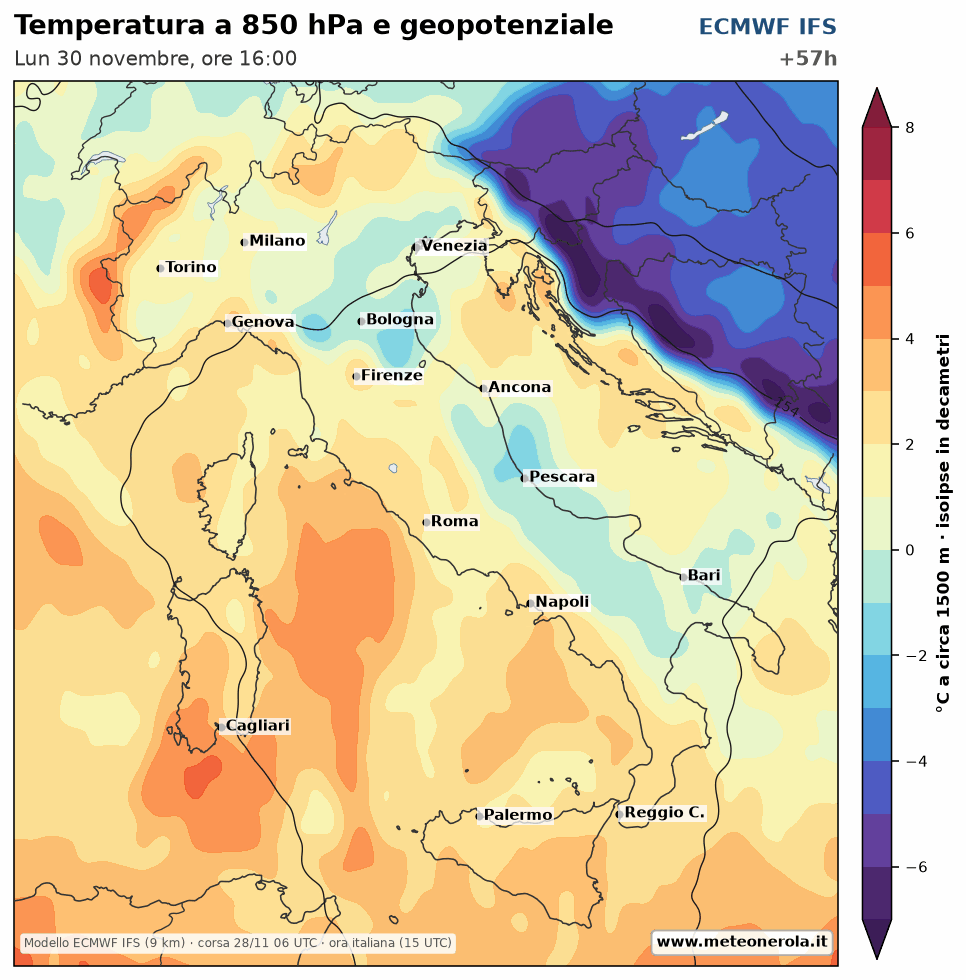 Temperatura a 850 hPa e geopotenziale
ECMWF IFS
Lun 30 novembre, ore 16:00
+57h
8
6
4
2
0
−2
−4
−6
°C a circa 1500 m · isoipse in decametri
Milano
Venezia
Torino
Genova
Bologna
Firenze
Ancona
154
Pescara
Roma
Bari
Napoli
Cagliari
Palermo
Reggio C.
Modello ECMWF IFS (9 km) · corsa 28/11 06 UTC · ora italiana (15 UTC)
www.meteonerola.it